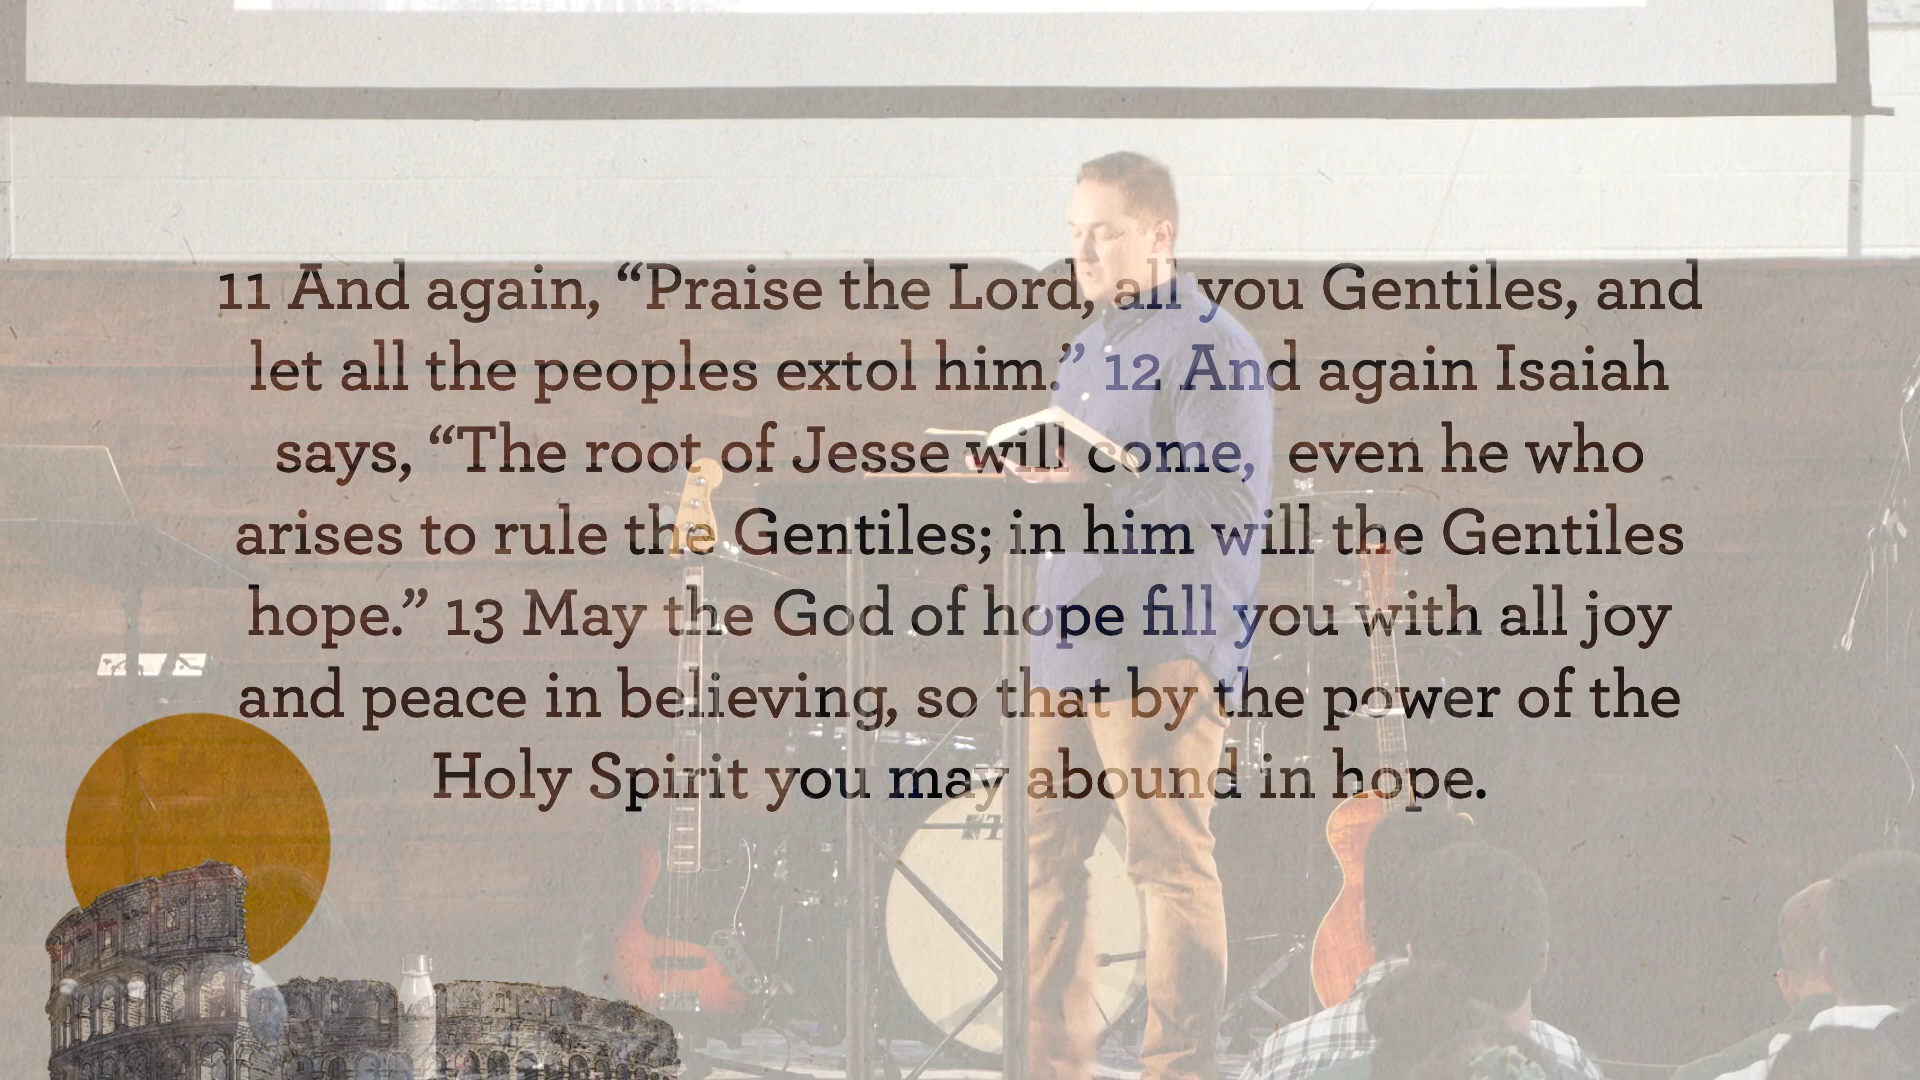 11 And again, “Praise the Lord, all you Gentiles, and
let all the peoples extol him.” 12 And again Isaiah
says, “The root of Jesse will come,  even he who
arises to rule the Gentiles; in him will the Gentiles
hope.” 13 May the God of hope fill you with all joy
and peace in believing, so that by the power of the
Holy Spirit you may abound in hope.